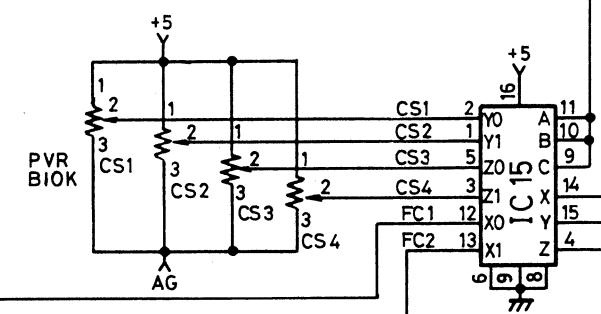 +5
+5
16
1
2
3
CS1
1
2
3
CS2
1
2
3
CS3
1
2
3
CS4
PVR
BIOK
AG
CS1 2 Y0 A 11
CS2 1 Y1 B 10
CS3 5 Z0 C 9
CS4 3 Z1 X 14
FC1 12 X0 Y 15
FC2 13 X1 Z 4
IC15
6 9 8